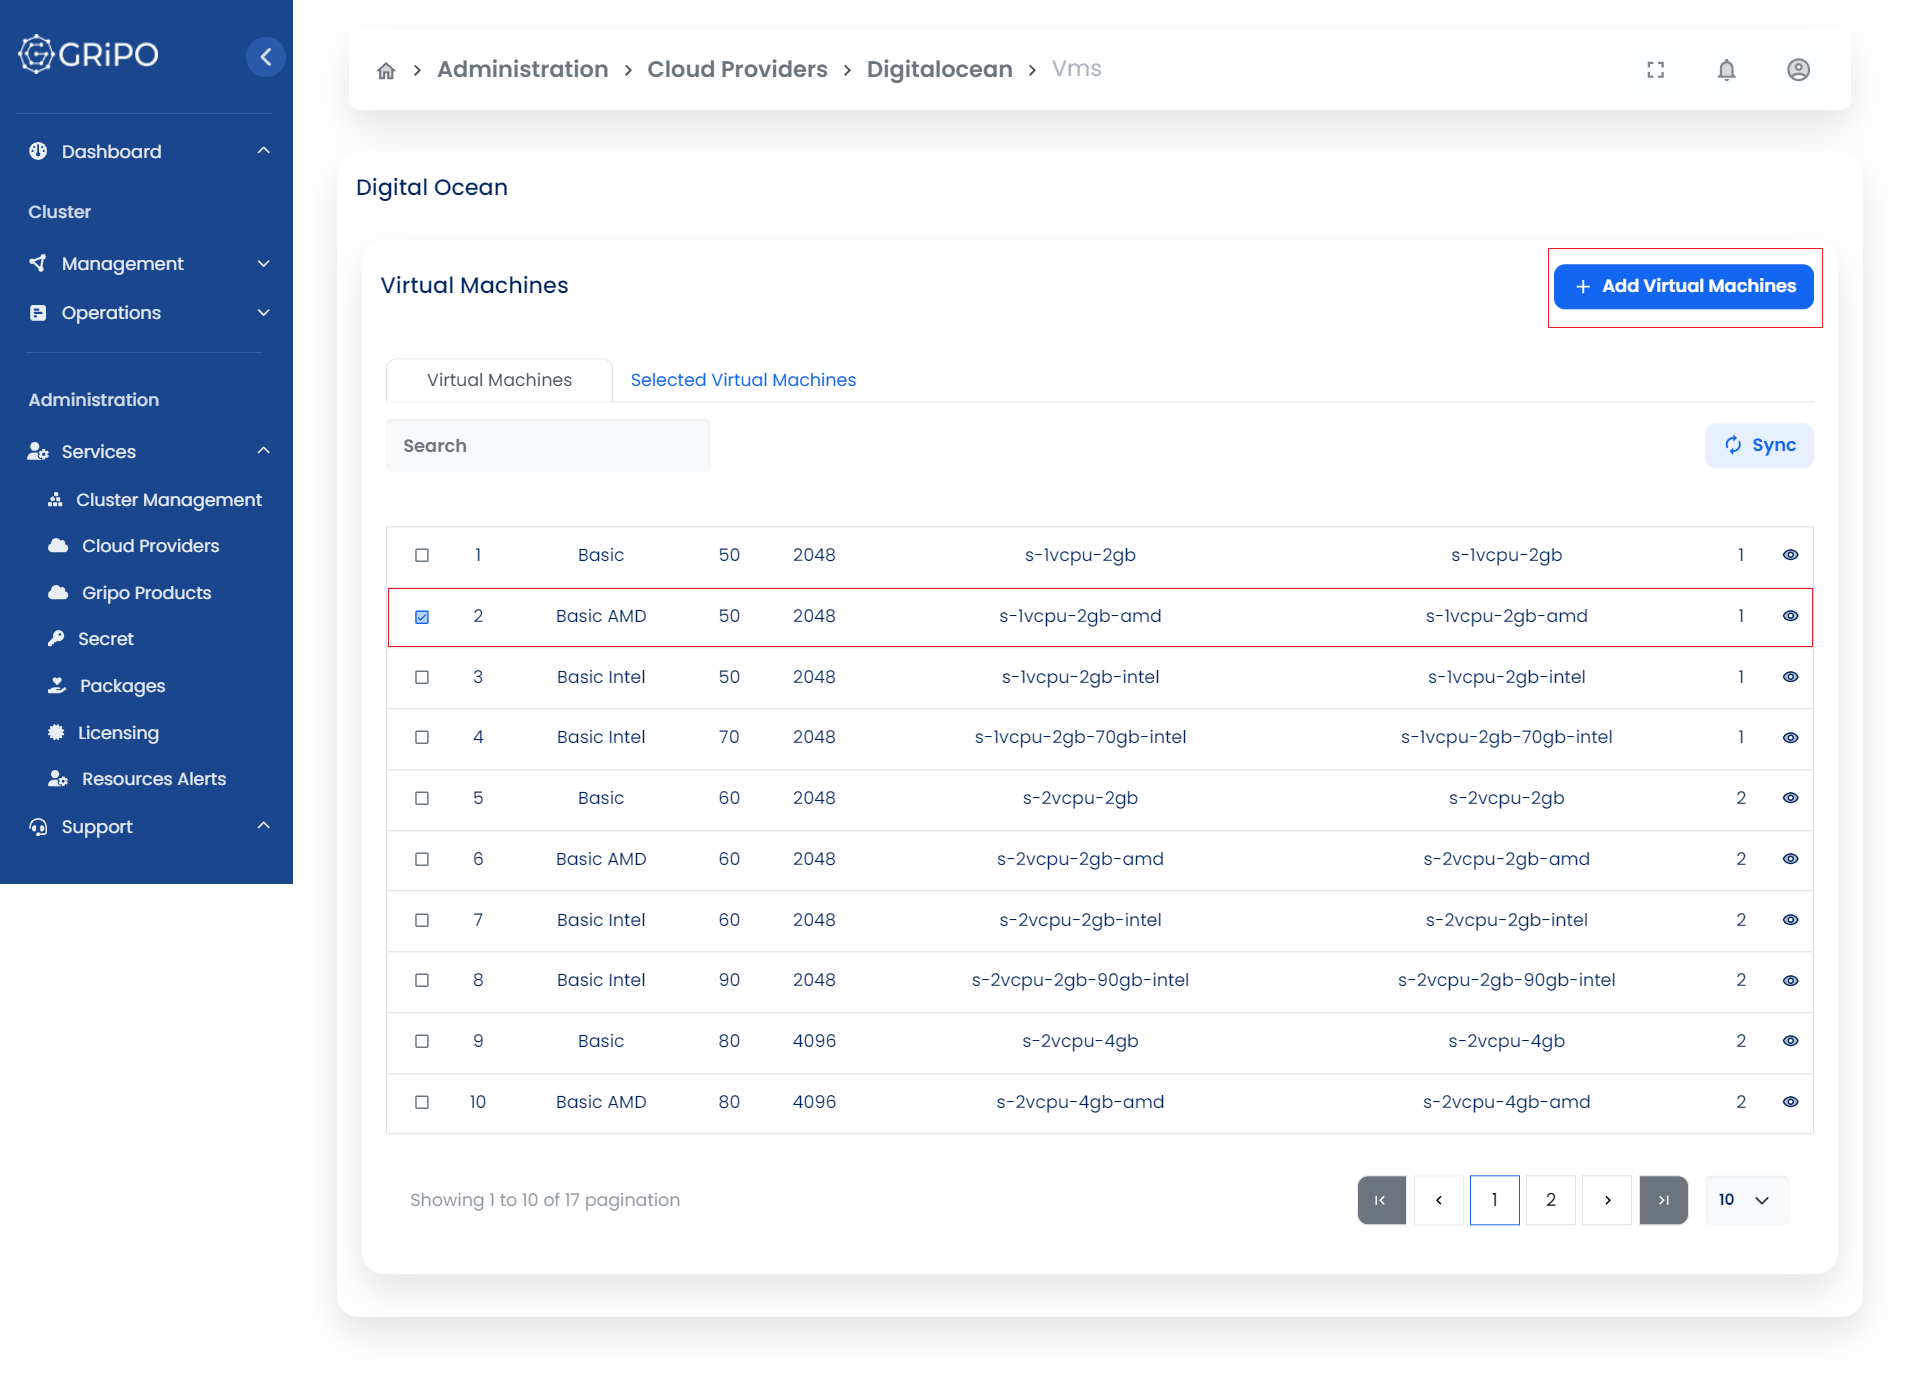 GRiPO
Dashboard
Cluster
Management
Operations
Administration
Services
Cluster Management
Cloud Providers
Gripo Products
Secret
Packages
Licensing
Resources Alerts
Support
Administration > Cloud Providers > Digitalocean > Vms
Digital Ocean
Virtual Machines
+ Add Virtual Machines
Virtual Machines Selected Virtual Machines
Search
Sync
1 Basic 50 2048 s-1vcpu-2gb s-1vcpu-2gb 1
2 Basic AMD 50 2048 s-1vcpu-2gb-amd s-1vcpu-2gb-amd 1
3 Basic Intel 50 2048 s-1vcpu-2gb-intel s-1vcpu-2gb-intel 1
4 Basic Intel 70 2048 s-1vcpu-2gb-70gb-intel s-1vcpu-2gb-70gb-intel 1
5 Basic 60 2048 s-2vcpu-2gb s-2vcpu-2gb 2
6 Basic AMD 60 2048 s-2vcpu-2gb-amd s-2vcpu-2gb-amd 2
7 Basic Intel 60 2048 s-2vcpu-2gb-intel s-2vcpu-2gb-intel 2
8 Basic Intel 90 2048 s-2vcpu-2gb-90gb-intel s-2vcpu-2gb-90gb-intel 2
9 Basic 80 4096 s-2vcpu-4gb s-2vcpu-4gb 2
10 Basic AMD 80 4096 s-2vcpu-4gb-amd s-2vcpu-4gb-amd 2
Showing 1 to 10 of 17 pagination
1 2 10